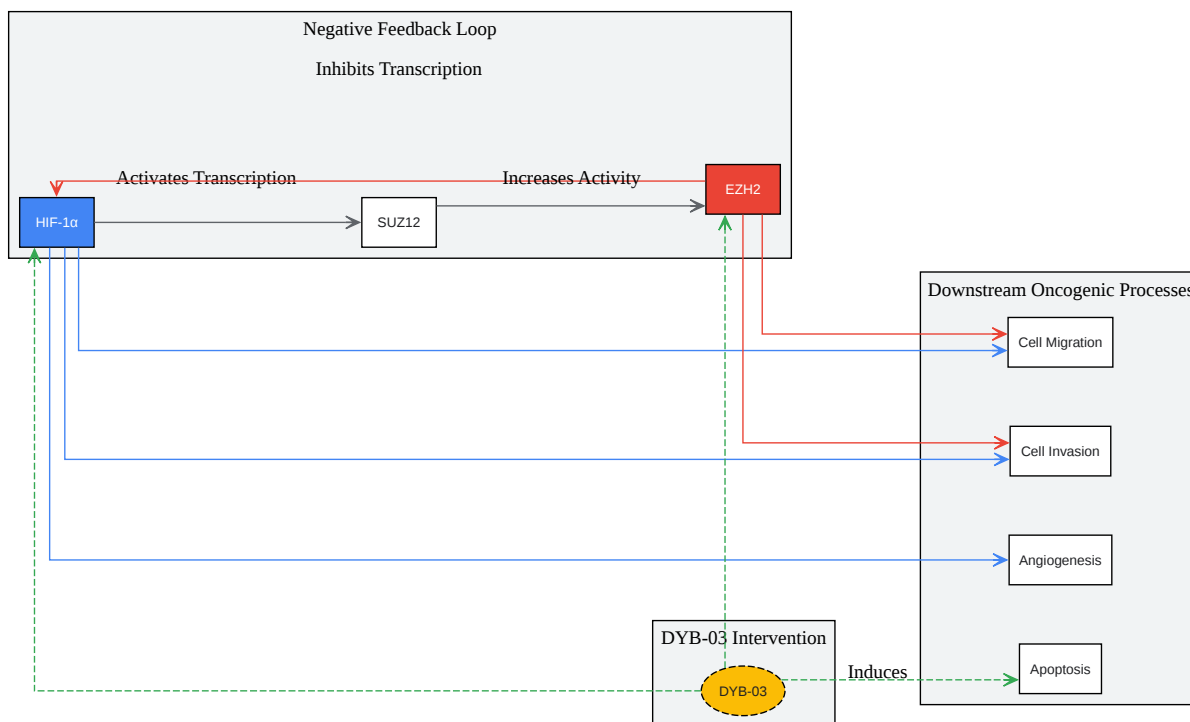 Negative Feedback Loop
Inhibits Transcription
Activates Transcription
Increases Activity
EZH2
HIF-1α
SUZ12
Downstream Oncogenic Processes
Cell Migration
Cell Invasion
Angiogenesis
DYB-03 Intervention
Induces
Apoptosis
DYB-03